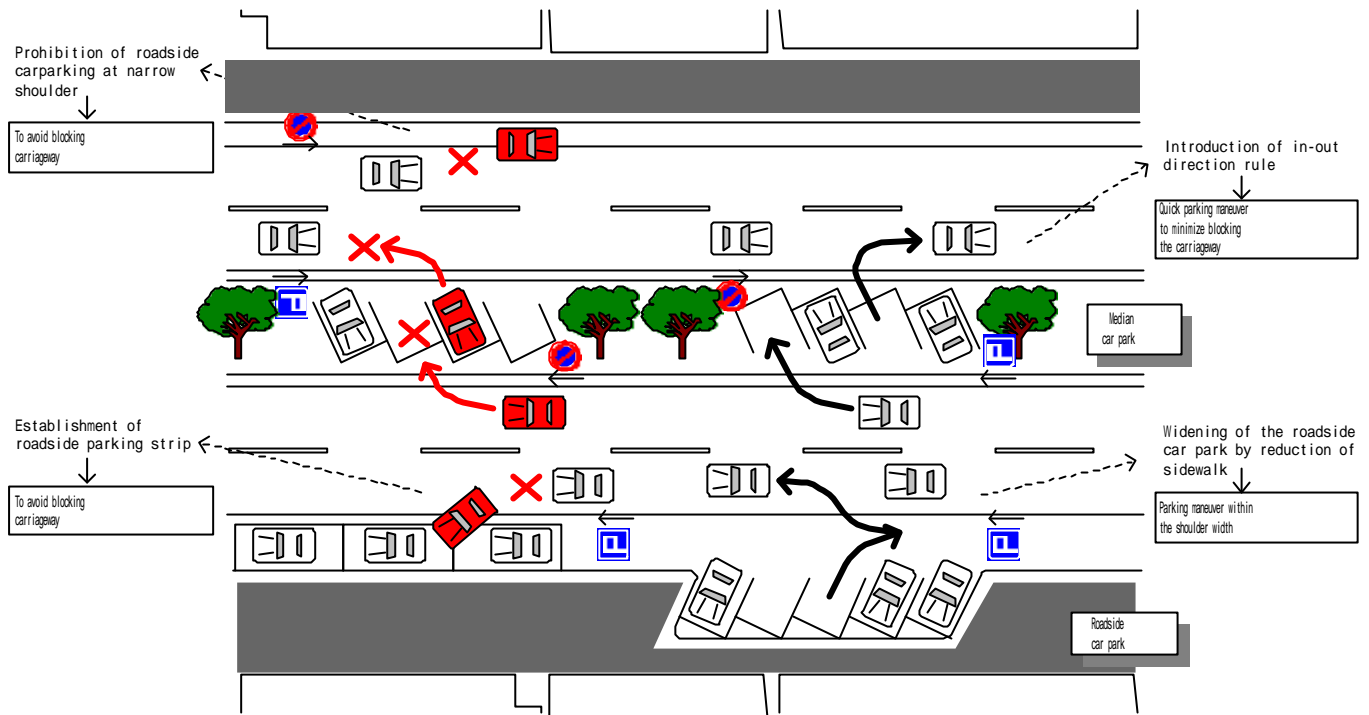 Prohibition of roadside
carparking at narrow
shoulder
To avoid blocking
carriageway
Introduction of in-out
direction rule
Quick parking maneuver
to minimize blocking
the carriageway
P
Median
car park
P
Establishment of
roadside parking strip
To avoid blocking
carriageway
Widening of the roadside
car park by reduction of
sidewalk
Parking maneuver within
the shoulder width
P
P
Roadside
car park